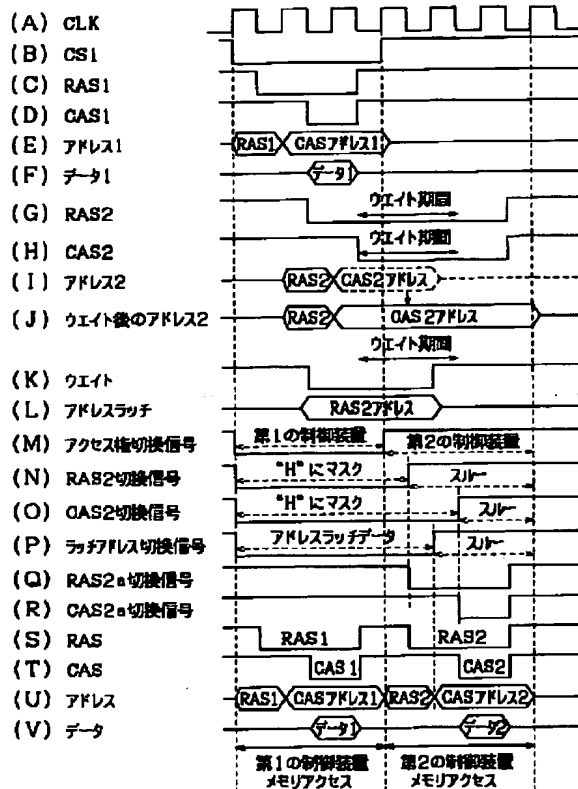 (A) CLK
(B) CS1
(C) RAS1
(D) CAS1
(E) アドレス1 RAS1 CASアドレス1
(F) データ1 データ1
(G) RAS2 ウエイト期間
(H) CAS2 ウエイト期間
(I) アドレス2 RAS2 CAS2アドレス
(J) ウエイト後のアドレス2 RAS2 CAS2アドレス
ウエイト期間
(K) ウエイト
(L) アドレスラッチ RAS2アドレス
(M) アクセス権切換信号 第1の制御装置 第2の制御装置
(N) RAS2切換信号 "H"にマスク スルー
(O) CAS2切換信号 "H"にマスク スルー
(P) ラッチアドレス切換信号 アドレスラッチデータ スルー
(Q) RAS2a切換信号
(R) CAS2a切換信号
(S) RAS RAS1 RAS2
(T) CAS CAS1 CAS2
(U) アドレス RAS1 CASアドレス1 RAS2 CASアドレス2
(V) データ データ1 データ2
第1の制御装置 第2の制御装置
メモリアクセス メモリアクセス